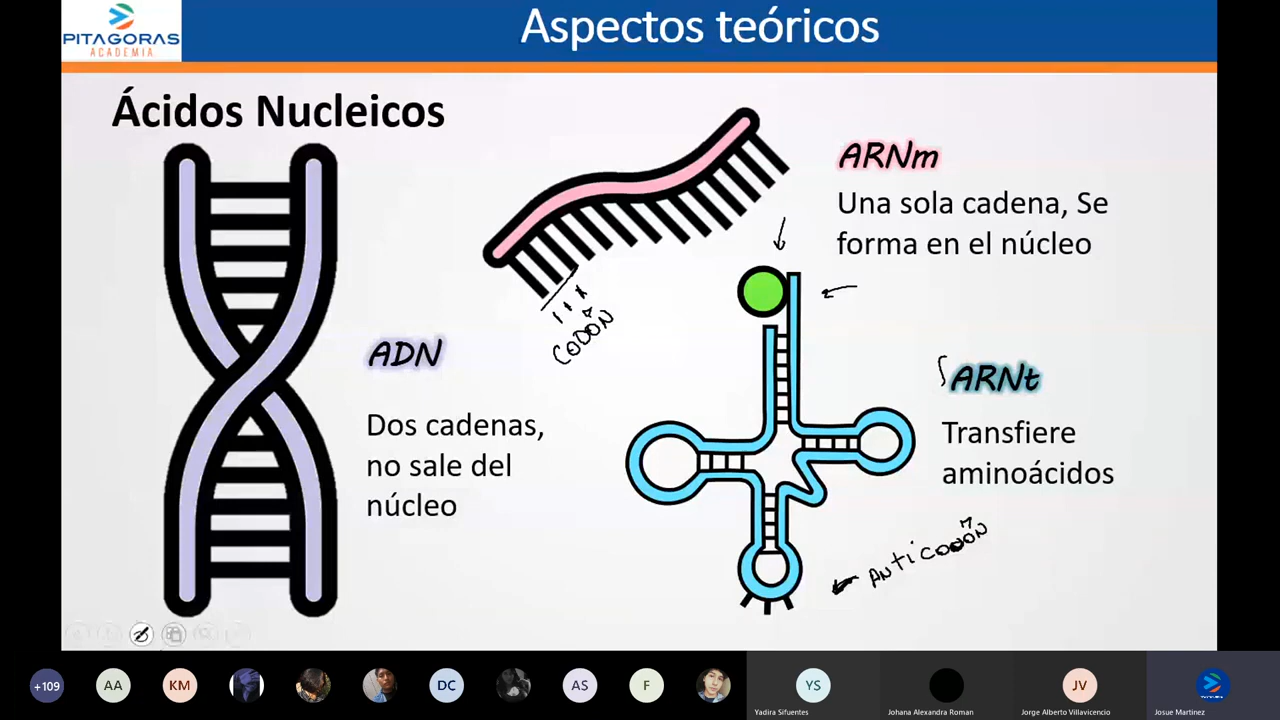 PITAGORAS
ACADEMIA
Aspectos teóricos
Ácidos Nucleicos
ARNm
Una sola cadena, Se
forma en el núcleo
CODÓN
ADN
Dos cadenas,
no sale del
núcleo
ARNt
Transfiere
aminoácidos
ANTiCODÓN
+109
AA
KM
DC
AS
F
YS
Yadira Sifuentes
Johana Alexandra Roman
JV
Jorge Alberto Villavicencio
Josue Martinez